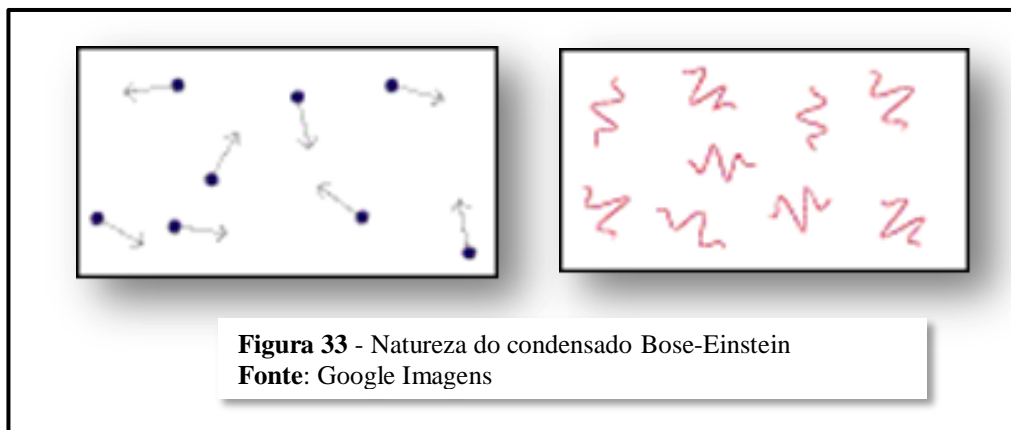 Figura 33 - Natureza do condensado Bose-Einstein
Fonte: Google Imagens